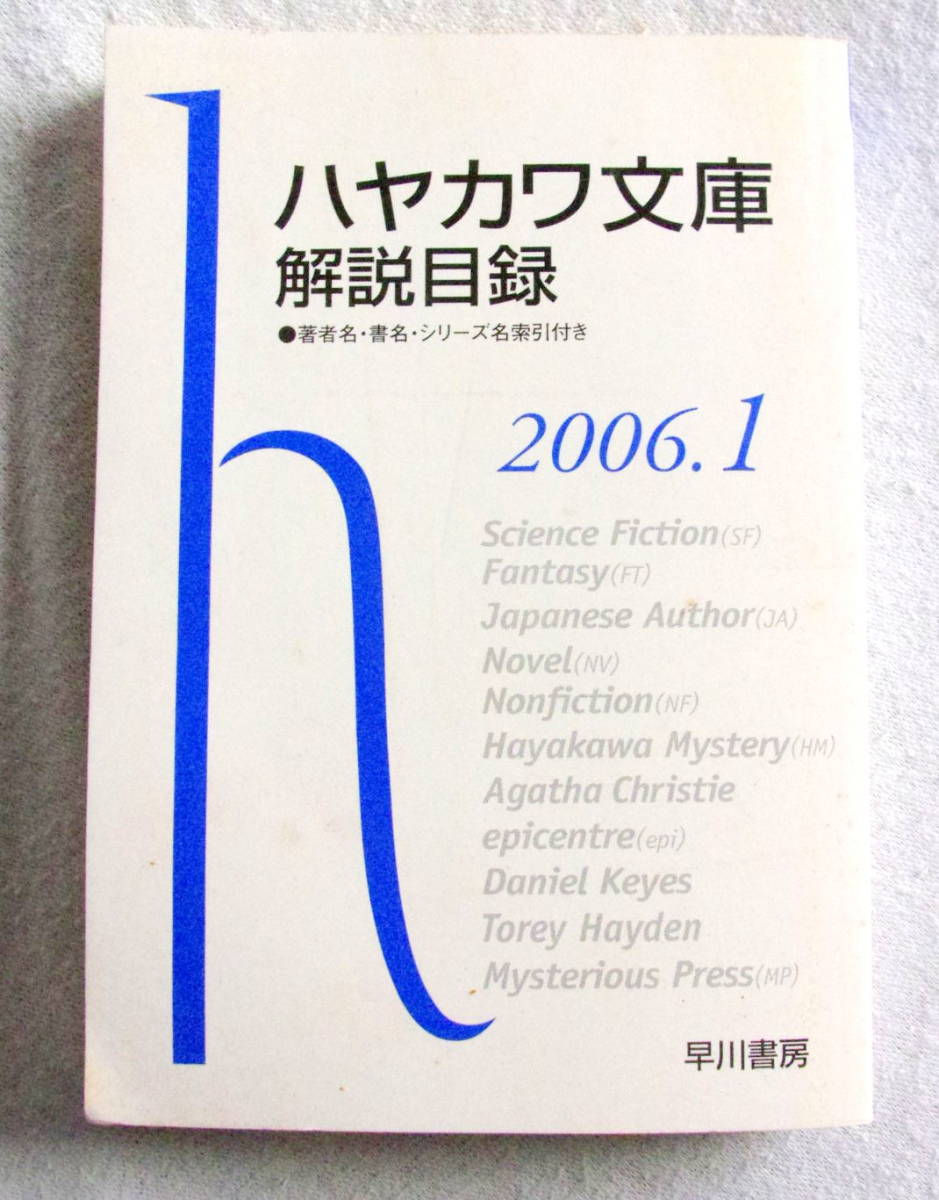 h
ハヤカワ文庫
解説目録
●著者名・書名・シリーズ名索引付き
2006.1
Science Fiction(SF)
Fantasy(FT)
Japanese Author(JA)
Novel(NV)
Nonfiction(NF)
Hayakawa Mystery(HM)
Agatha Christie
epicentre(epi)
Daniel Keyes
Torey Hayden
Mysterious Press(MP)
早川書房